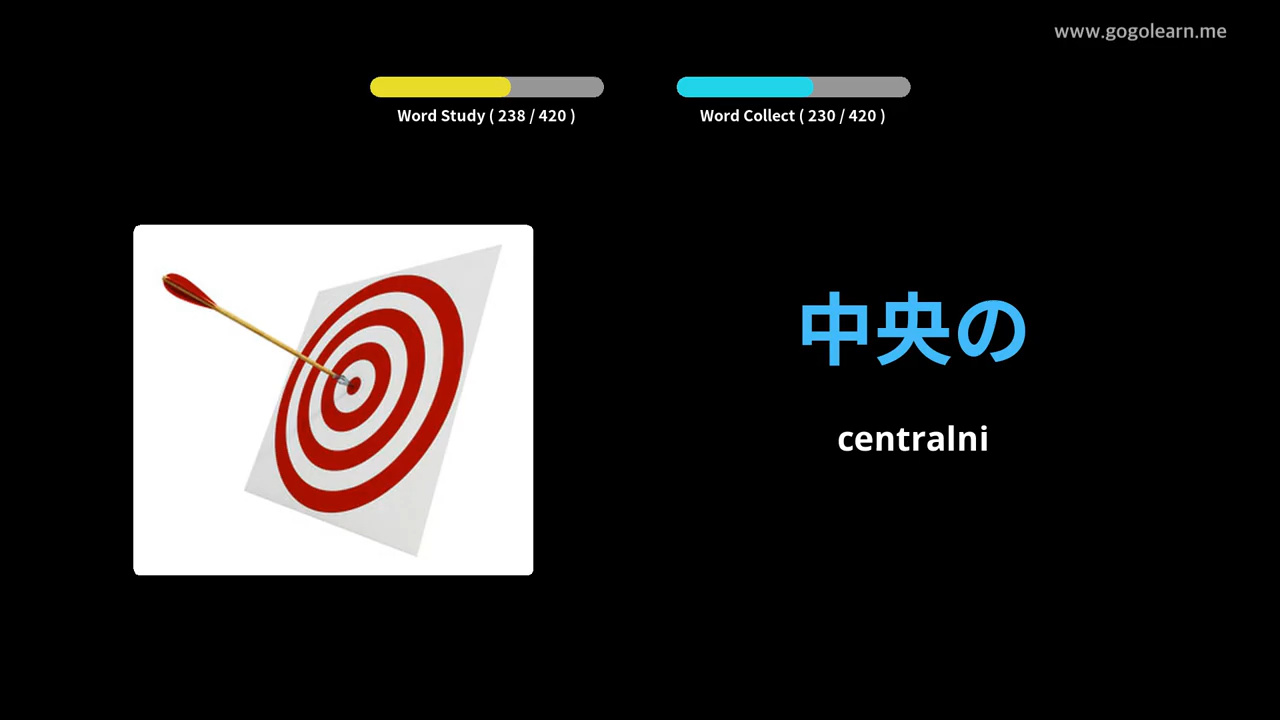 www.gogolearn.me
Word Study ( 238 / 420 )
Word Collect ( 230 / 420 )
中央の
centralni